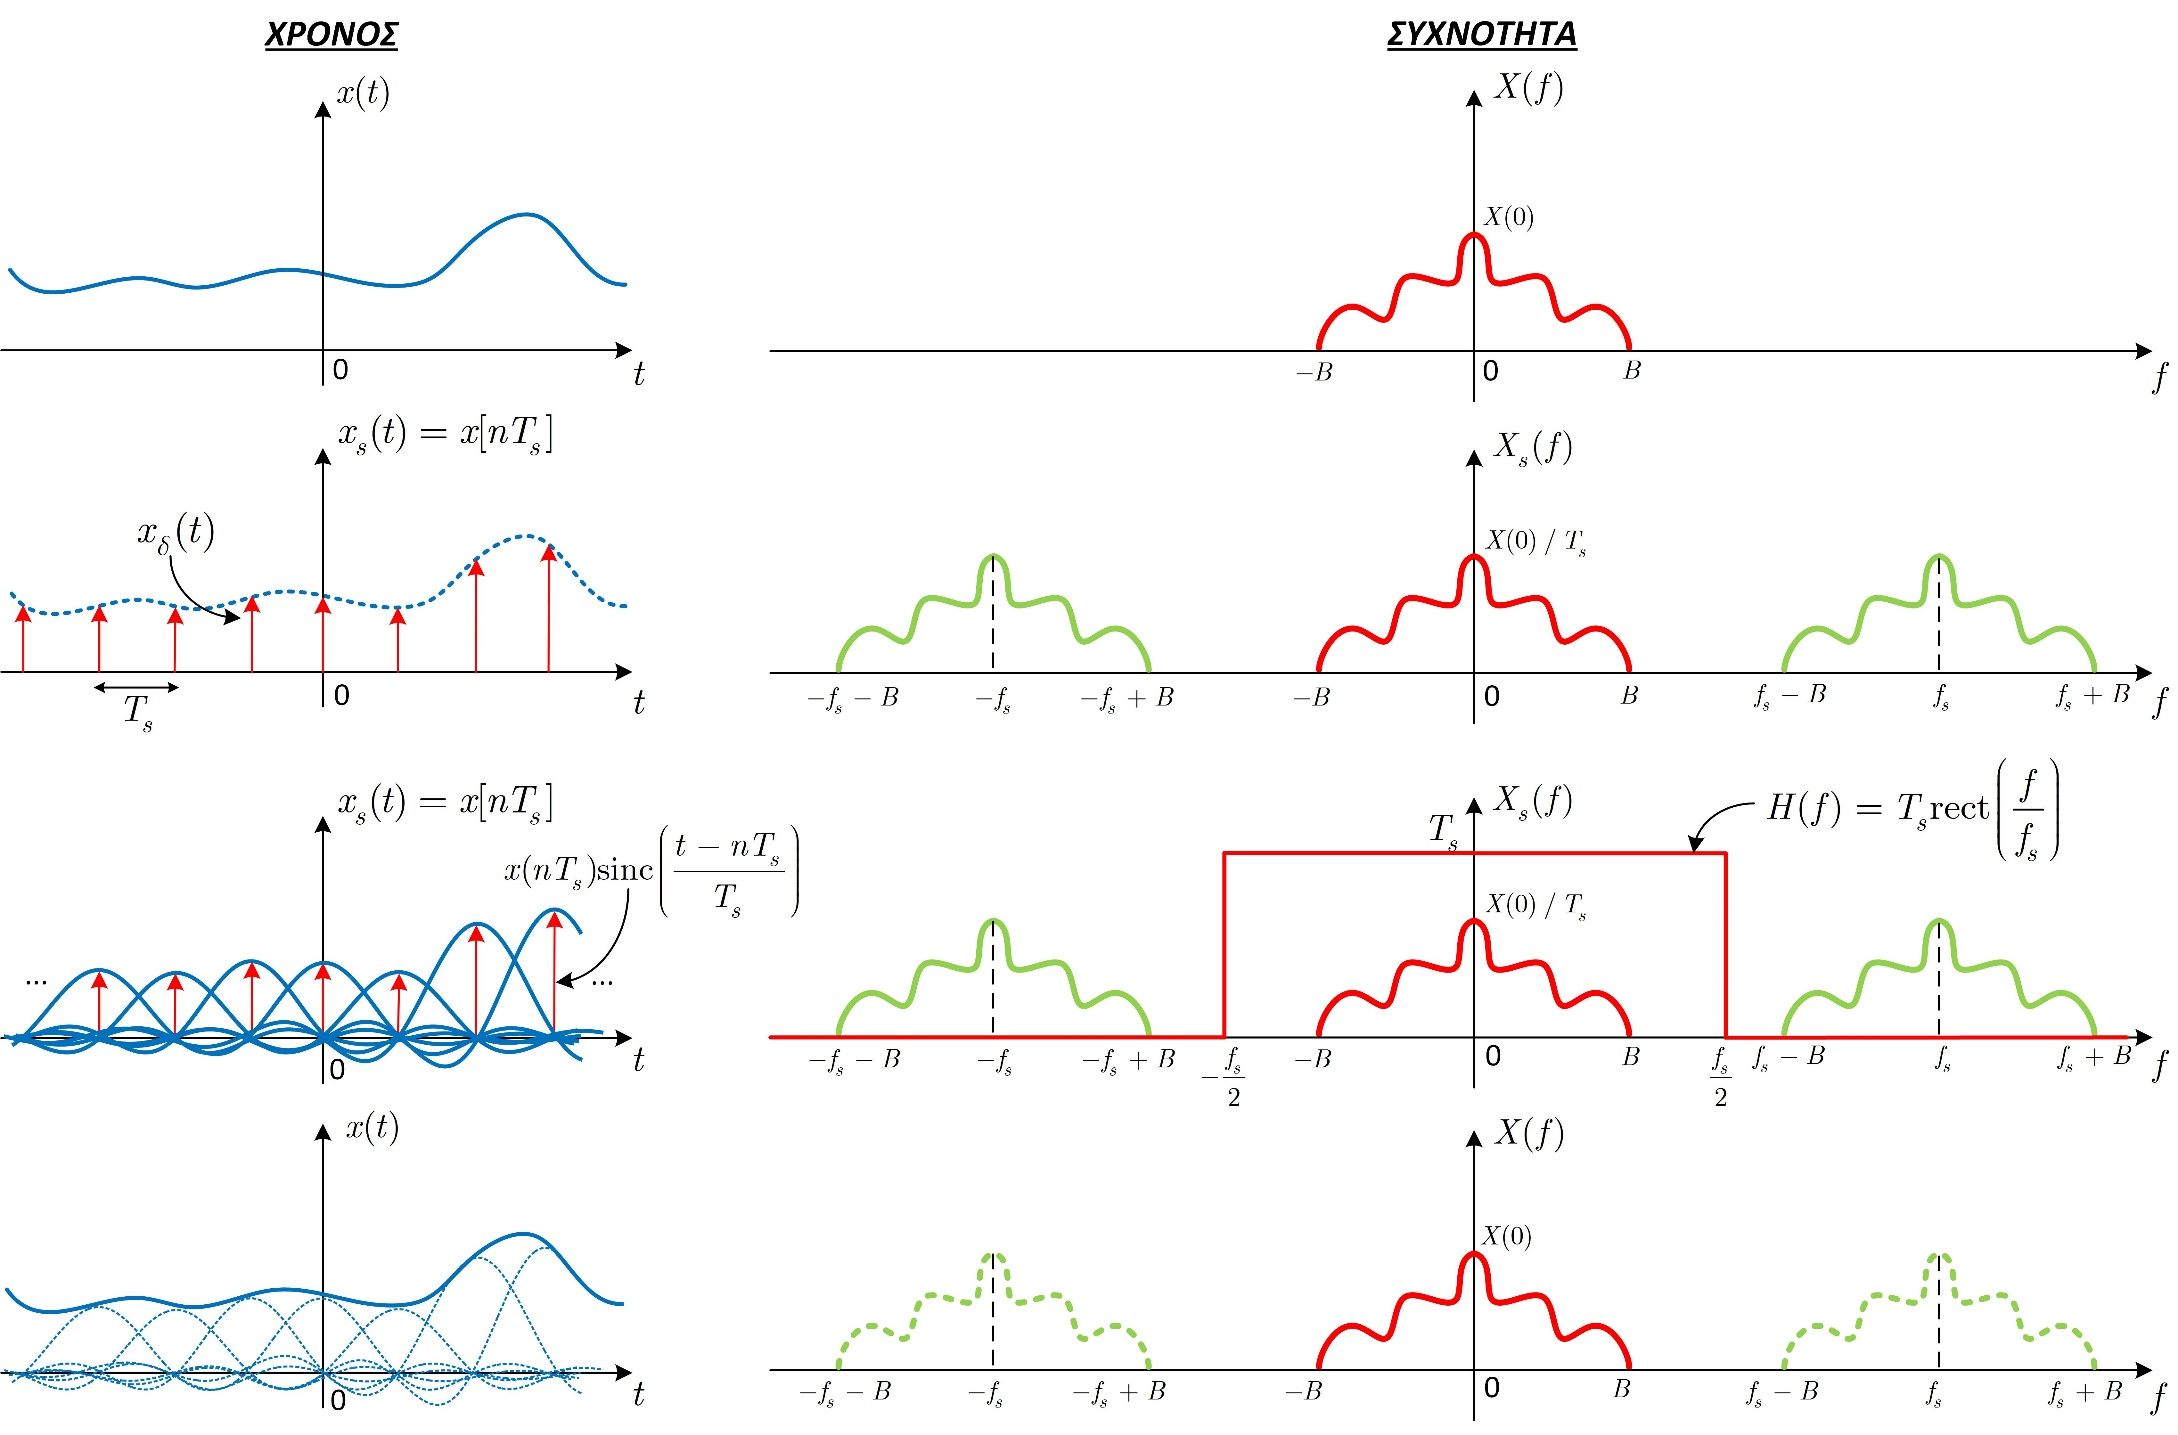 ΧΡΟΝΟΣ
ΣΥΧΝΟΤΗΤΑ
x(t)
0
t
X(f)
X(0)
−B
0
B
f
x_s(t) = x[nT_s]
x_δ(t)
T_s
0
t
X_s(f)
X(0) / T_s
−f_s − B
−f_s
−f_s + B
−B
0
B
f_s − B
f_s
f_s + B
f
x_s(t) = x[nT_s]
x(nT_s)sinc((t − nT_s)/T_s)
...
...
0
t
X_s(f)
T_s
H(f) = T_s rect(f/f_s)
X(0) / T_s
−f_s − B
−f_s
−f_s + B
−f_s/2
−B
0
B
f_s/2
f_s − B
f_s
f_s + B
f
x(t)
0
t
X(f)
X(0)
−f_s − B
−f_s
−f_s + B
−B
0
B
f_s − B
f_s
f_s + B
f